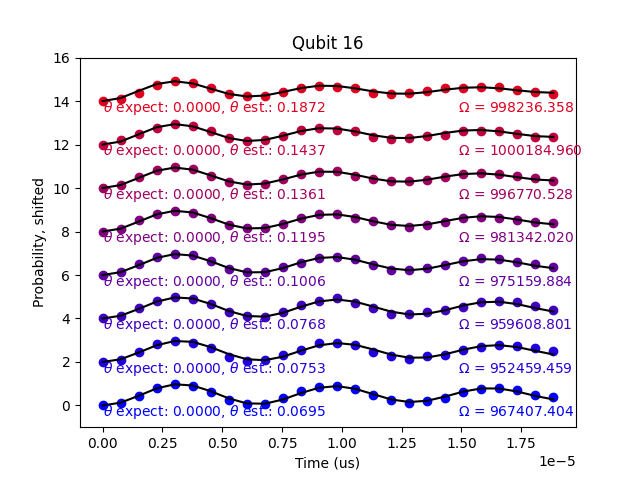 Qubit 16
16
14
12
10
8
6
4
2
0
Probability, shifted
θ expect: 0.0000, θ est.: 0.1872 Ω = 998236.358
θ expect: 0.0000, θ est.: 0.1437 Ω = 1000184.960
θ expect: 0.0000, θ est.: 0.1361 Ω = 996770.528
θ expect: 0.0000, θ est.: 0.1195 Ω = 981342.020
θ expect: 0.0000, θ est.: 0.1006 Ω = 975159.884
θ expect: 0.0000, θ est.: 0.0768 Ω = 959608.801
θ expect: 0.0000, θ est.: 0.0753 Ω = 952459.459
θ expect: 0.0000, θ est.: 0.0695 Ω = 967407.404
0.00 0.25 0.50 0.75 1.00 1.25 1.50 1.75
Time (us)
1e−5